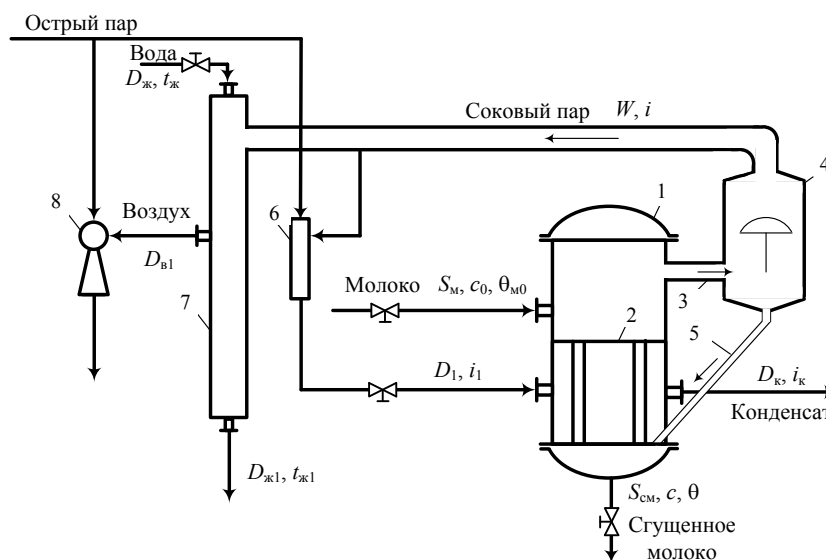 Острый пар
Вода
Dж, tж
Соковый пар W, i
4
8
Воздух
6
1
Dв1
Молоко
Sм, c0, θм0
3
7
2
5
D1, i1
Dк, iк
Конденсат
Dж1, tж1
Sсм, c, θ
Сгущенное
молоко